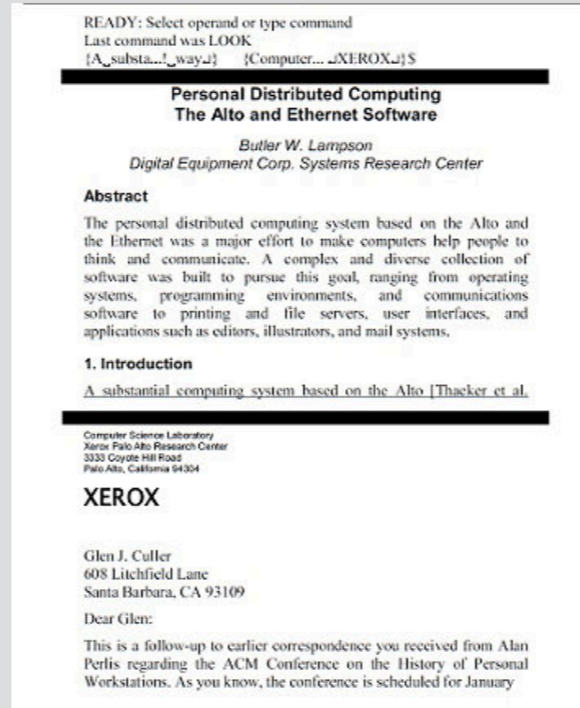 READY: Select operand or type command
Last command was LOOK
{A␣substa...!␣way↵}   {Computer... ↵XEROX↵}$
Personal Distributed Computing
The Alto and Ethernet Software
Butler W. Lampson
Digital Equipment Corp. Systems Research Center
Abstract
The personal distributed computing system based on the Alto and
the Ethernet was a major effort to make computers help people to
think and communicate. A complex and diverse collection of
software was built to pursue this goal, ranging from operating
systems, programming environments, and communications
software to printing and file servers, user interfaces, and
applications such as editors, illustrators, and mail systems.
1. Introduction
A substantial computing system based on the Alto [Thacker et al.
Computer Science Laboratory
Xerox Palo Alto Research Center
3333 Coyote Hill Road
Palo Alto, California 94304
XEROX
Glen J. Culler
608 Litchfield Lane
Santa Barbara, CA 93109
Dear Glen:
This is a follow-up to earlier correspondence you received from Alan
Perlis regarding the ACM Conference on the History of Personal
Workstations. As you know, the conference is scheduled for January